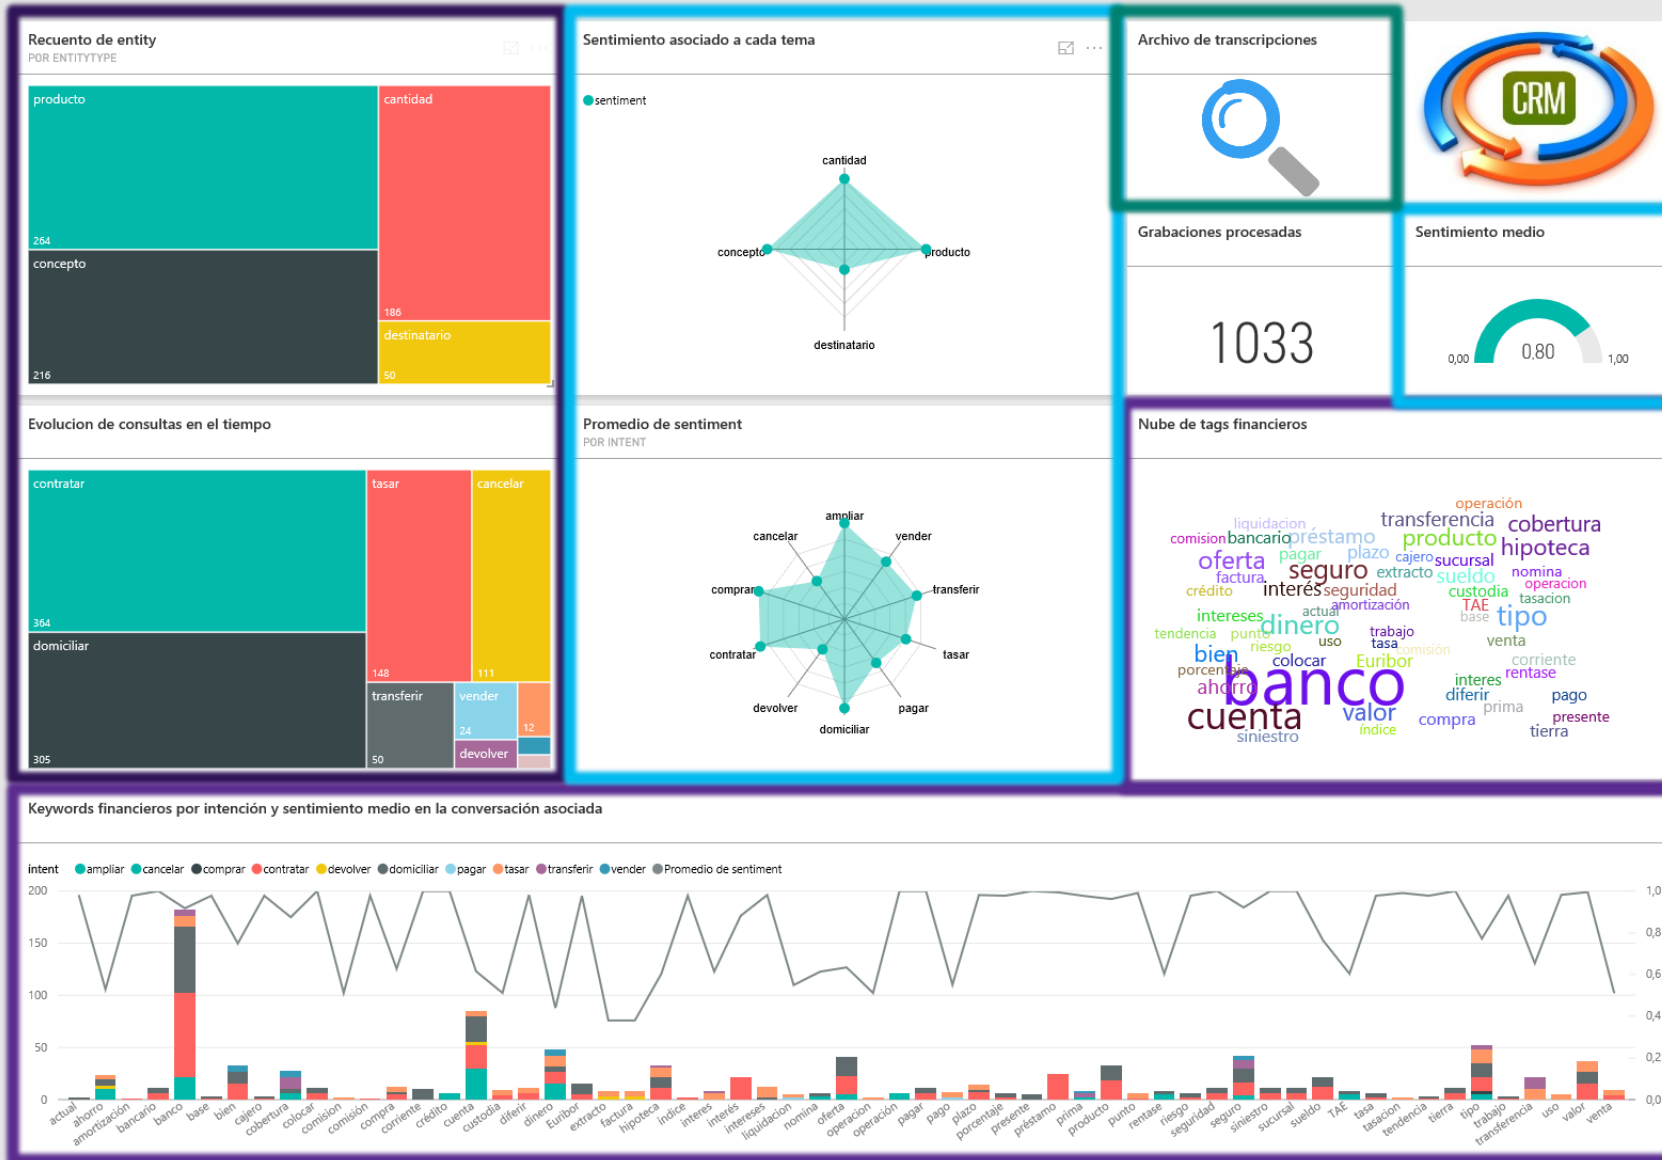 Recuento de entity
POR ENTITYTYPE
producto
264
concepto
216
cantidad
186
destinatario
50
Sentimiento asociado a cada tema
sentiment
cantidad
concepto
producto
destinatario
Archivo de transcripciones
CRM
Grabaciones procesadas
1033
Sentimiento medio
0,00
0,80
1,00
Evolucion de consultas en el tiempo
contratar
364
domiciliar
305
tasar
148
cancelar
111
transferir
50
vender
24
devolver
12
Promedio de sentiment
POR INTENT
ampliar
cancelar
vender
comprar
transferir
contratar
tasar
devolver
pagar
domiciliar
Nube de tags financieros
operación
liquidacion transferencia cobertura
comision bancario préstamo producto hipoteca
oferta pagar plazo cajero sucursal
factura seguro extracto sueldo nomina
crédito interés seguridad custodia operacion
actual amortización TAE tasacion
intereses dinero base tipo
tendencia punto uso trabajo venta
bien riesgo tasa comisión
porcentaje colocar Euribor corriente
ahorro banco interes rentase
cuenta valor diferir prima pago
siniestro índice compra tierra presente
Keywords financieros por intención y sentimiento medio en la conversación asociada
intent ampliar cancelar comprar contratar devolver domiciliar pagar tasar transferir vender Promedio de sentiment
200
150
100
50
0
1,0
0,8
0,6
0,4
0,2
0,0
actual ahorro amortización bancario banco base bien cajero cobertura colocar comision comisión compra corriente crédito cuenta custodia diferir dinero Euribor extracto factura hipoteca indice interes interés intereses liquidacion nomina oferta operacion operación pagar pago plazo porcentaje presente préstamo prima producto punto rentase riesgo seguridad seguro siniestro sucursal sueldo TAE tasa tasacion tendencia tierra tipo trabajo transferencia uso valor venta